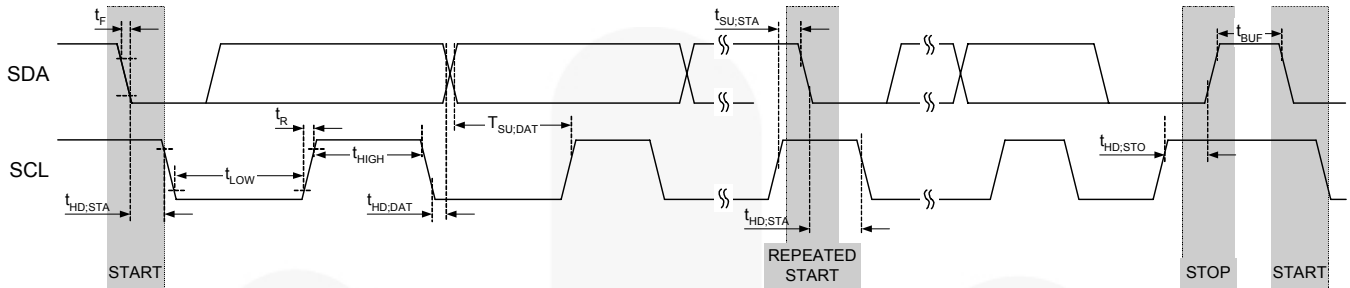 tF
tSU;STA
tBUF
SDA
tR
TSU;DAT
tHIGH
tHD;STO
SCL
tLOW
tHD;STA
tHD;DAT
tHD;STA
START
REPEATED
START
STOP
START